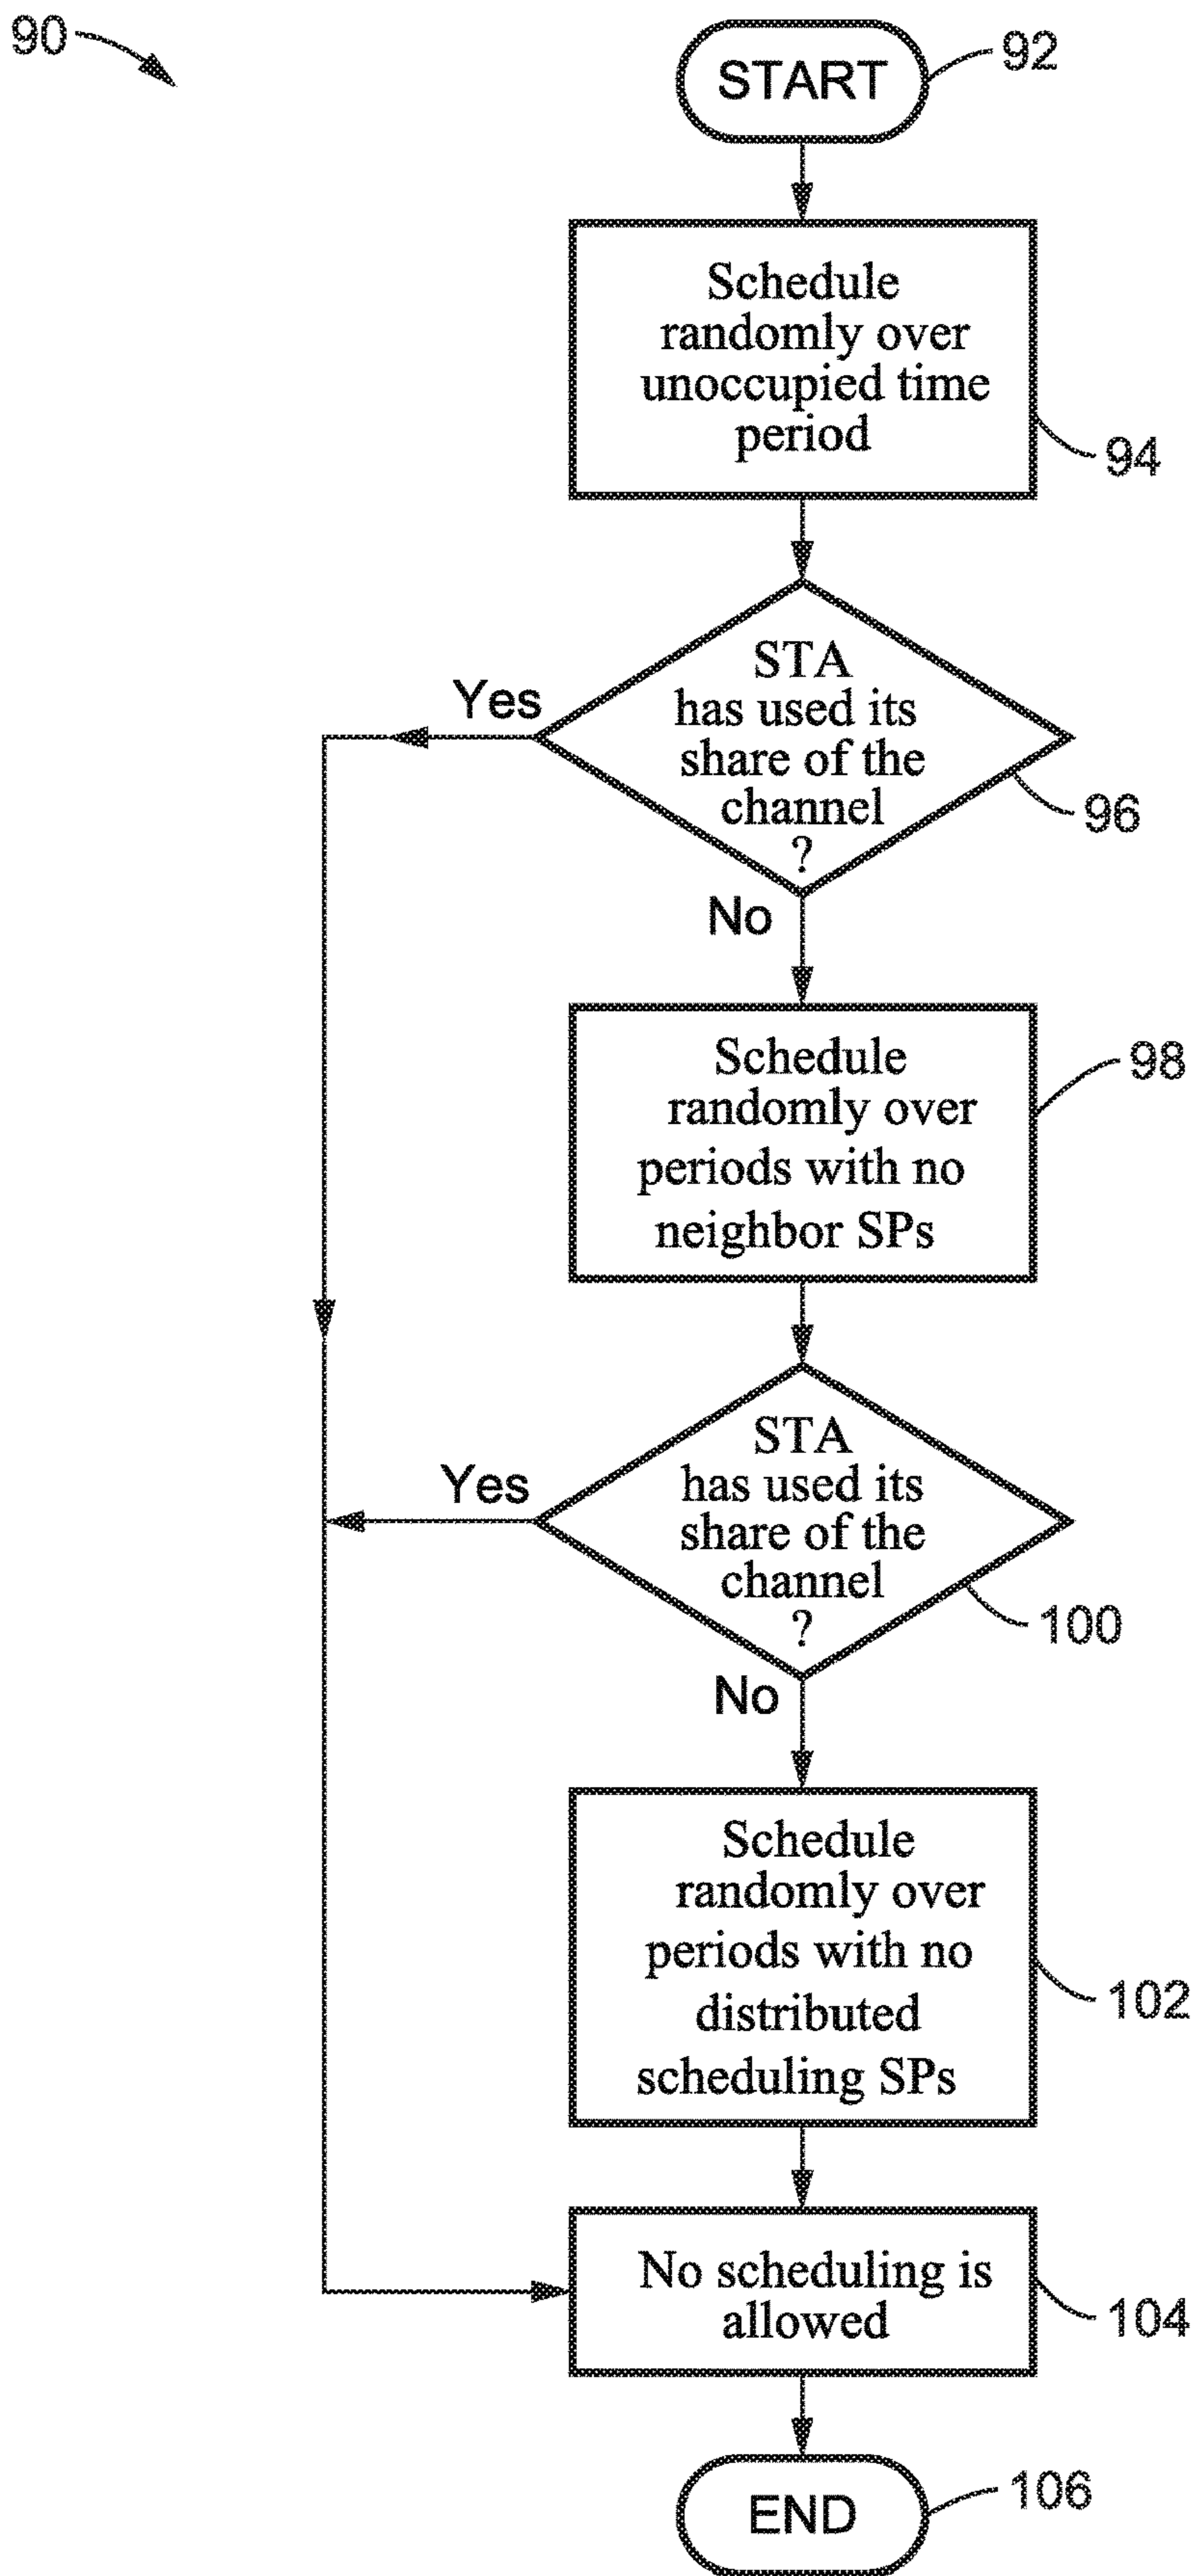 90
START
92
Schedule
randomly over
unoccupied time
period
94
STA
has used its
share of the
channel
?
Yes
96
No
Schedule
randomly over
periods with no
neighbor SPs
98
STA
has used its
share of the
channel
?
Yes
100
No
Schedule
randomly over
periods with no
distributed
scheduling SPs
102
No scheduling is
allowed
104
END
106